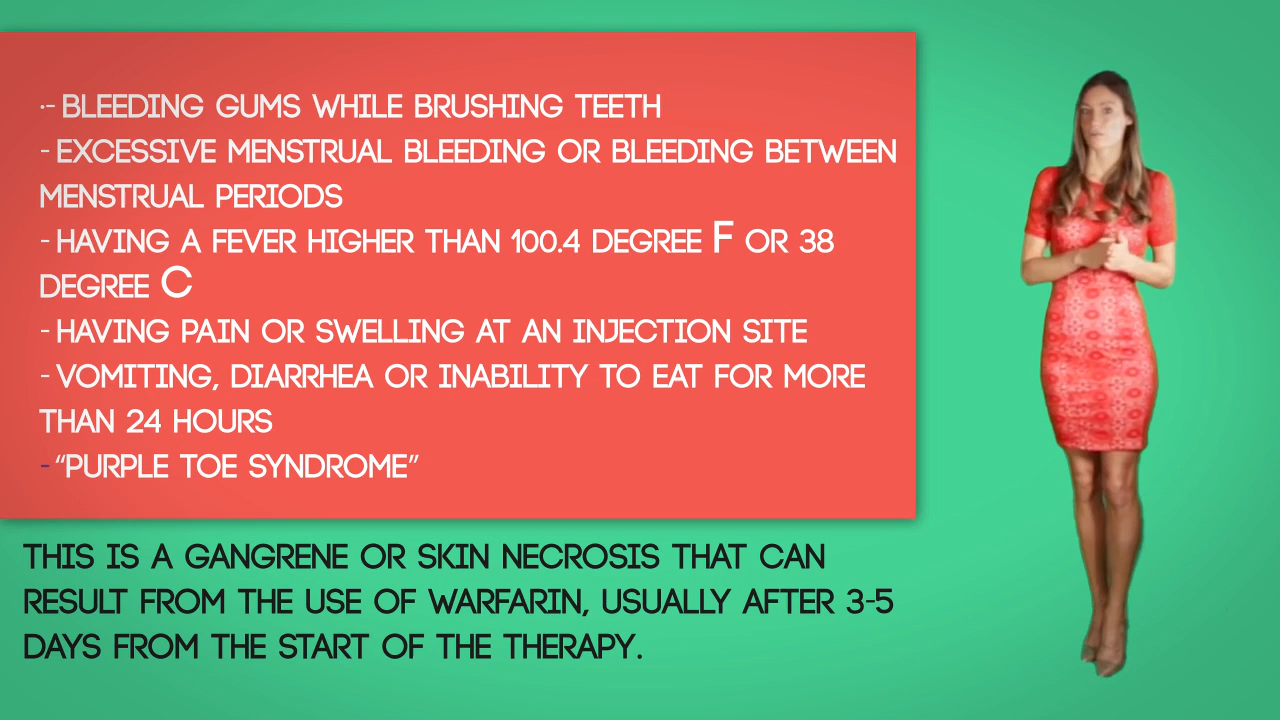 ·- BLEEDING GUMS WHILE BRUSHING TEETH
- EXCESSIVE MENSTRUAL BLEEDING OR BLEEDING BETWEEN
MENSTRUAL PERIODS
- HAVING A FEVER HIGHER THAN 100.4 DEGREE F OR 38
DEGREE C
- HAVING PAIN OR SWELLING AT AN INJECTION SITE
- VOMITING, DIARRHEA OR INABILITY TO EAT FOR MORE
THAN 24 HOURS
- “PURPLE TOE SYNDROME”
THIS IS A GANGRENE OR SKIN NECROSIS THAT CAN
RESULT FROM THE USE OF WARFARIN, USUALLY AFTER 3-5
DAYS FROM THE START OF THE THERAPY.